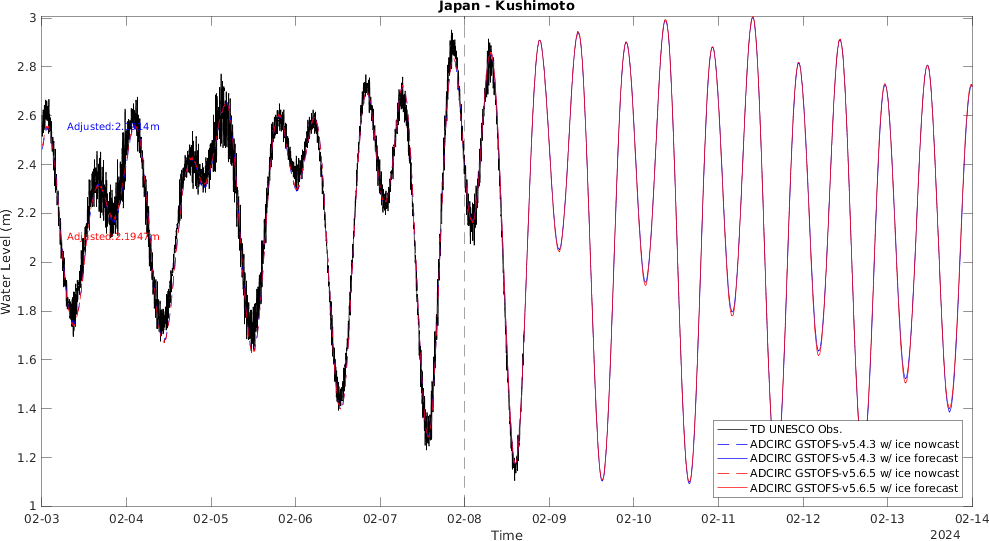 Japan - Kushimoto
3
2.8
2.6
2.4
2.2
2
1.8
1.6
1.4
1.2
1
Water Level (m)
Adjusted:2.1947m
TD UNESCO Obs.
ADCIRC GSTOFS-v5.4.3 w/ ice nowcast
ADCIRC GSTOFS-v5.4.3 w/ ice forecast
ADCIRC GSTOFS-v5.6.5 w/ ice nowcast
ADCIRC GSTOFS-v5.6.5 w/ ice forecast
02-03 02-04 02-05 02-06 02-07 02-08 02-09 02-10 02-11 02-12 02-13 02-14
Time
2024